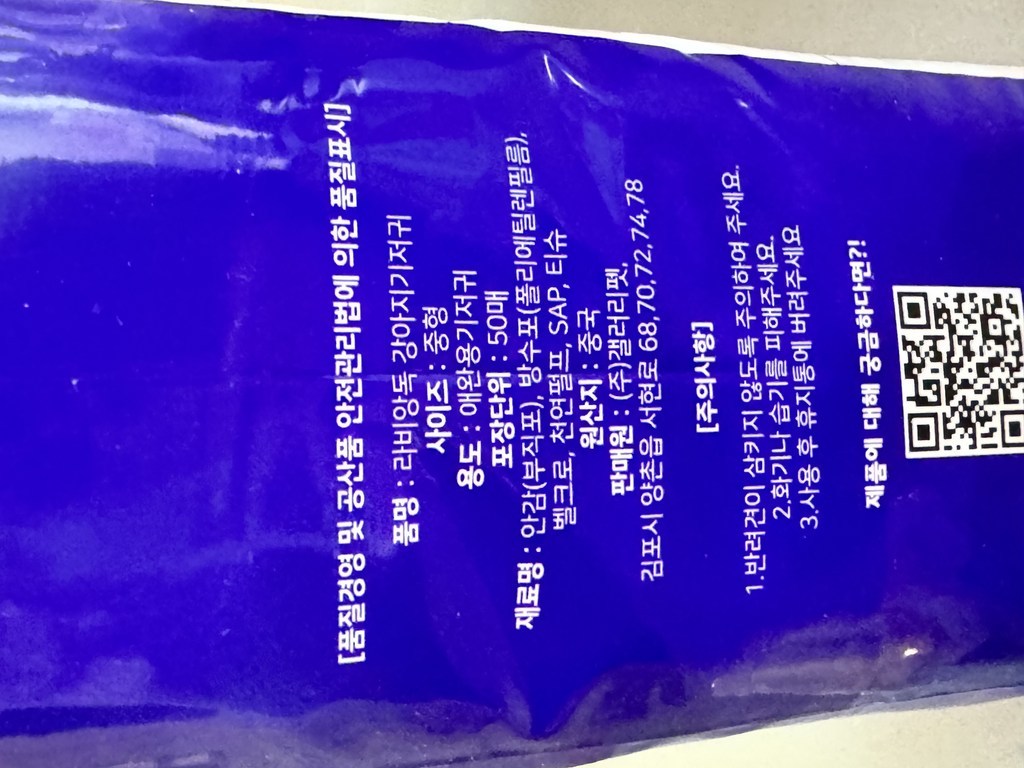 [품질경영 및 공산품 안전관리법에 의한 품질표시]
품명 : 라비앙독 강아지기저귀
사이즈 : 중형
용도 : 애완용기저귀
포장단위 : 50매
재료명 : 안감(부직포), 방수포(폴리에틸렌필름),
벨크로, 천연펄프, SAP, 티슈
원산지 : 중국
판매원 : (주)갤러리펫,
김포시 양촌읍 서현로 68,70,72,74,78
[주의사항]
1.반려견이 삼키지 않도록 주의하여 주세요.
2.화기나 습기를 피해주세요.
3.사용 후 휴지통에 버려주세요
제품에 대해 궁금하다면?!